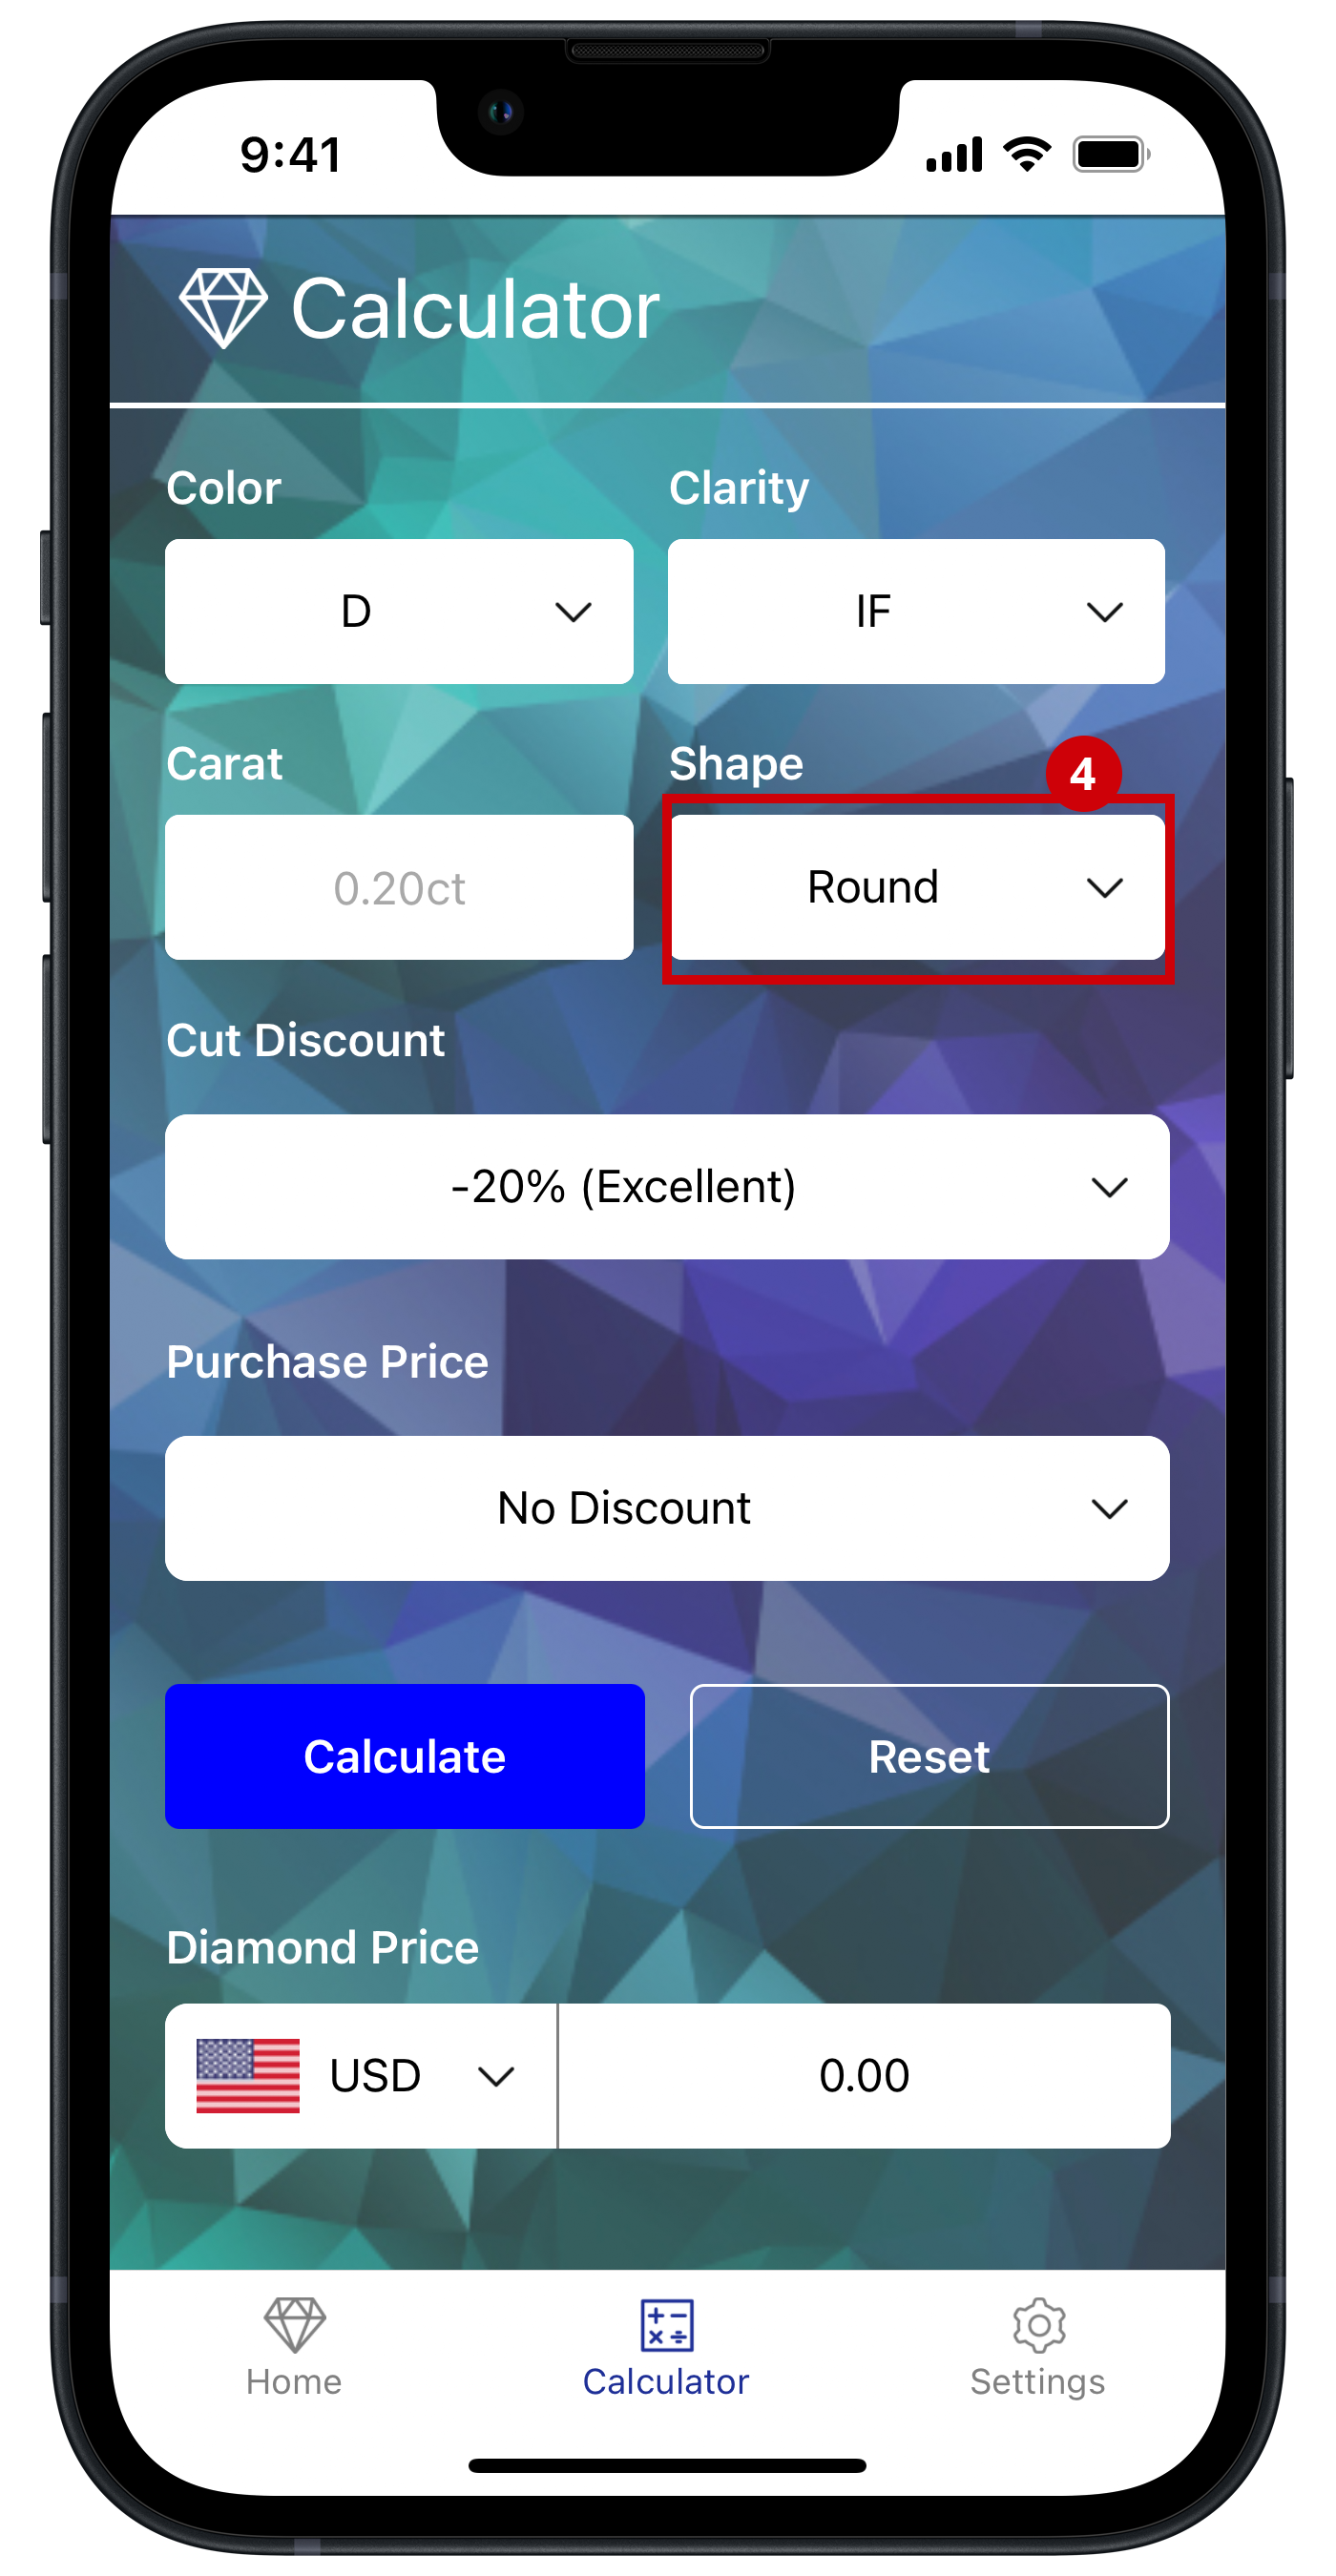 9:41
Calculator
Color Clarity
D IF
Carat Shape 4
0.20ct Round
Cut Discount
-20% (Excellent)
Purchase Price
No Discount
Calculate Reset
Diamond Price
USD 0.00
Home Calculator Settings